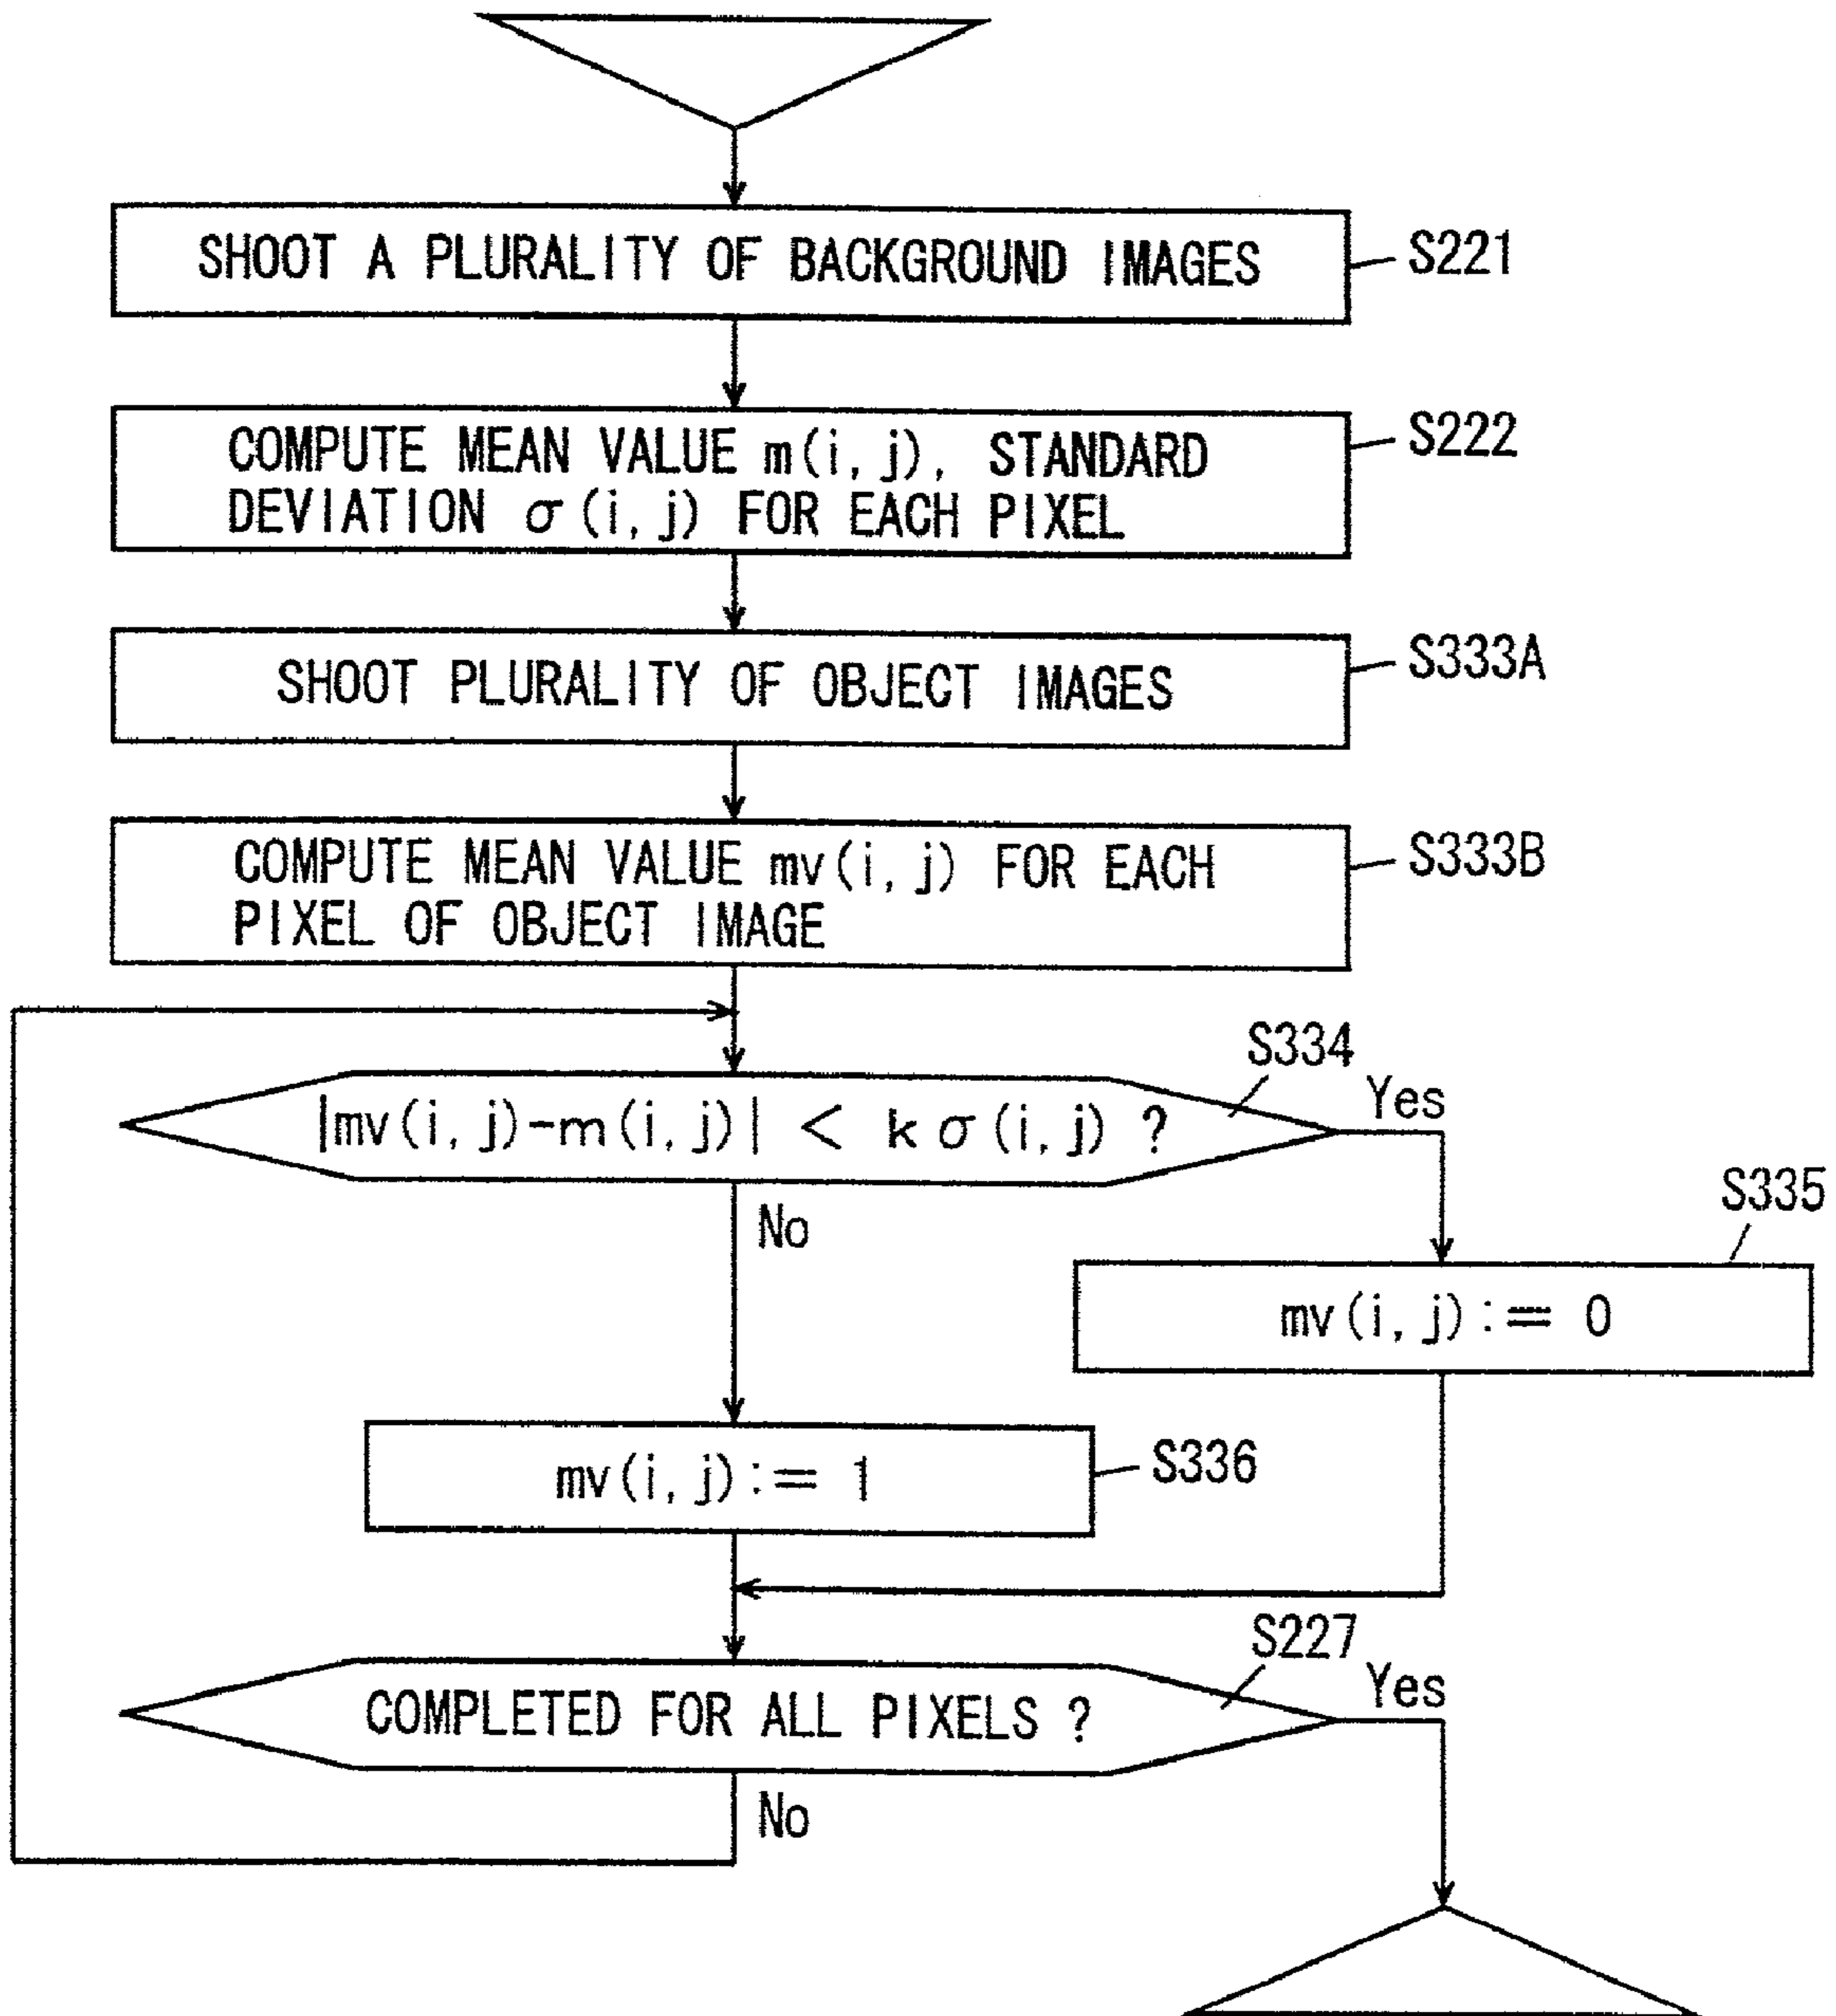 SHOOT A PLURALITY OF BACKGROUND IMAGES
S221
COMPUTE MEAN VALUE m(i, j), STANDARD
DEVIATION σ(i, j) FOR EACH PIXEL
S222
SHOOT PLURALITY OF OBJECT IMAGES
S333A
COMPUTE MEAN VALUE mv(i, j) FOR EACH
PIXEL OF OBJECT IMAGE
S333B
S334
|mv(i, j)-m(i, j)| < kσ(i, j) ?
Yes
No
S335
mv(i, j):= 0
mv(i, j):= 1
S336
S227
COMPLETED FOR ALL PIXELS ?
Yes
No